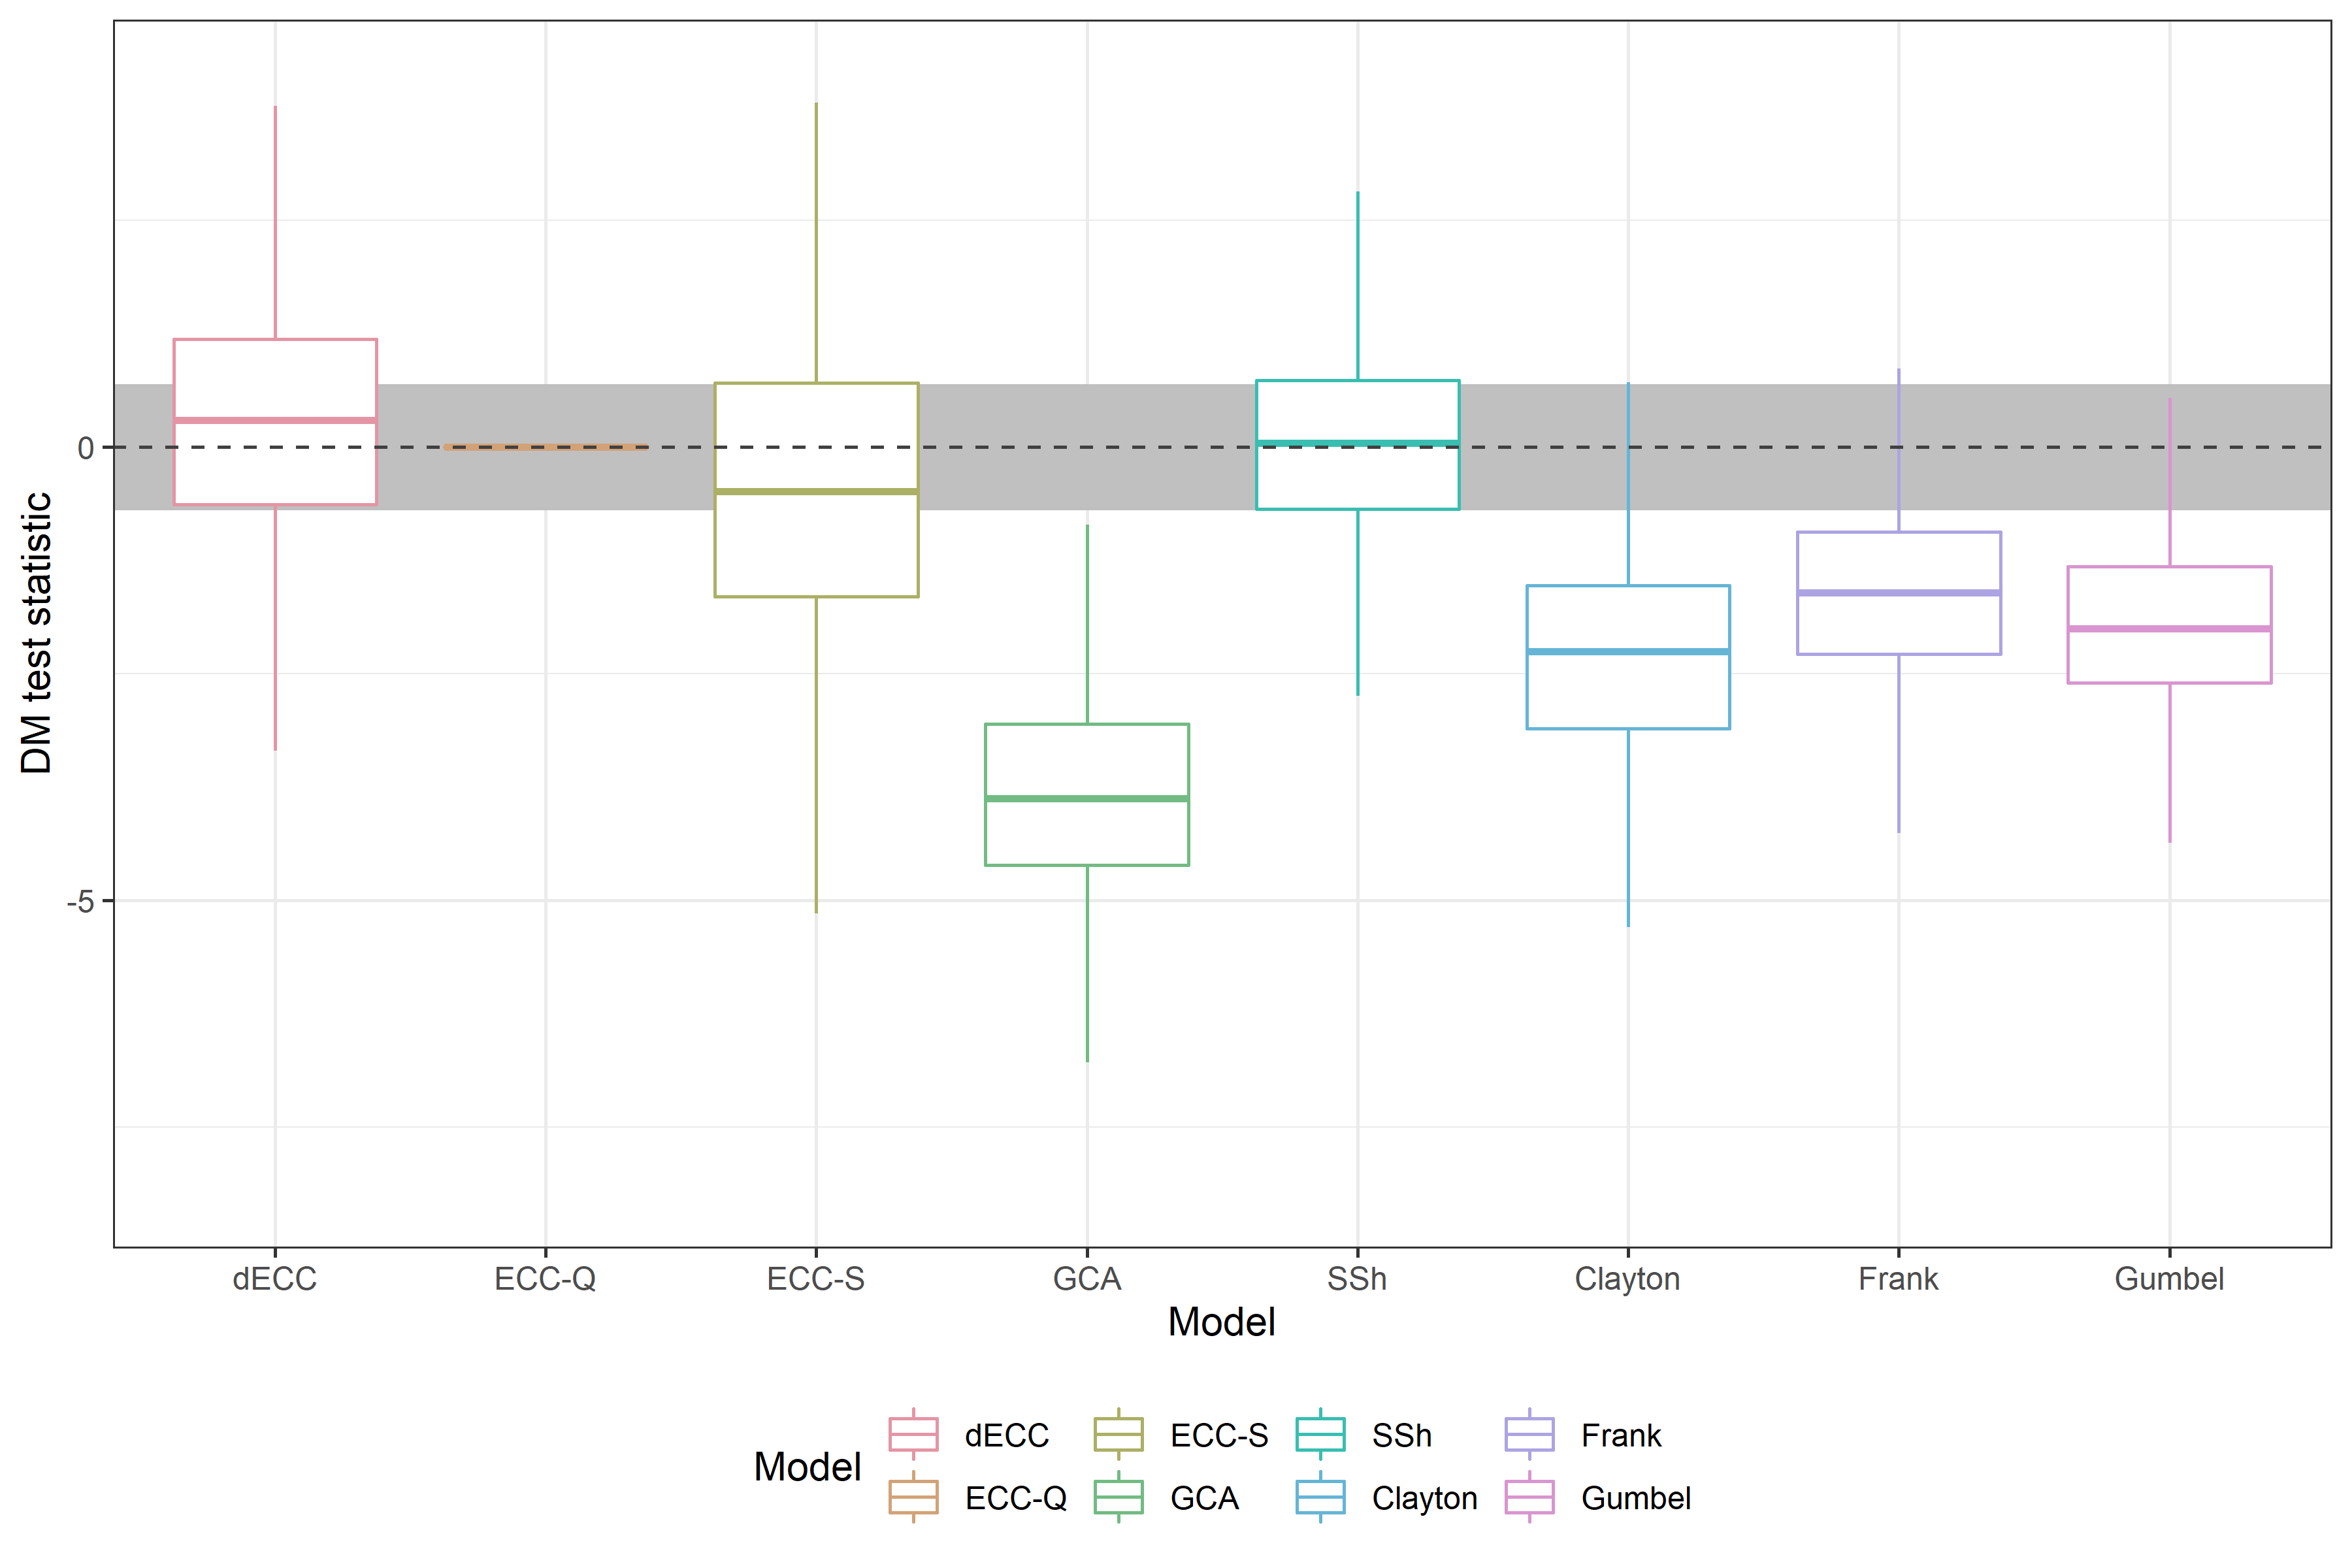 DM test statistic
0
-5
dECC ECC-Q ECC-S GCA SSh Clayton Frank Gumbel
Model
Model
dECC ECC-S SSh Frank
ECC-Q GCA Clayton Gumbel